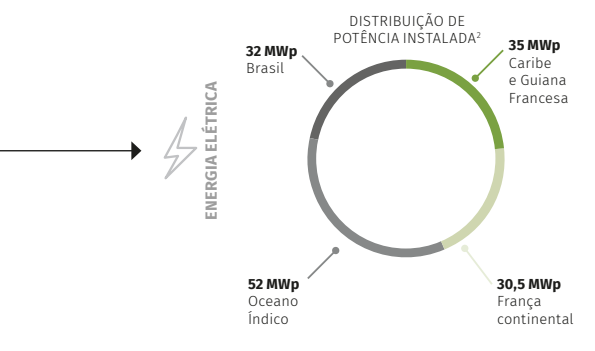 DISTRIBUIÇÃO DE
POTÊNCIA INSTALADA²
32 MWp
Brasil
35 MWp
Caribe
e Guiana
Francesa
ENERGIA ELÉTRICA
52 MWp
Oceano
Índico
30,5 MWp
França
continental